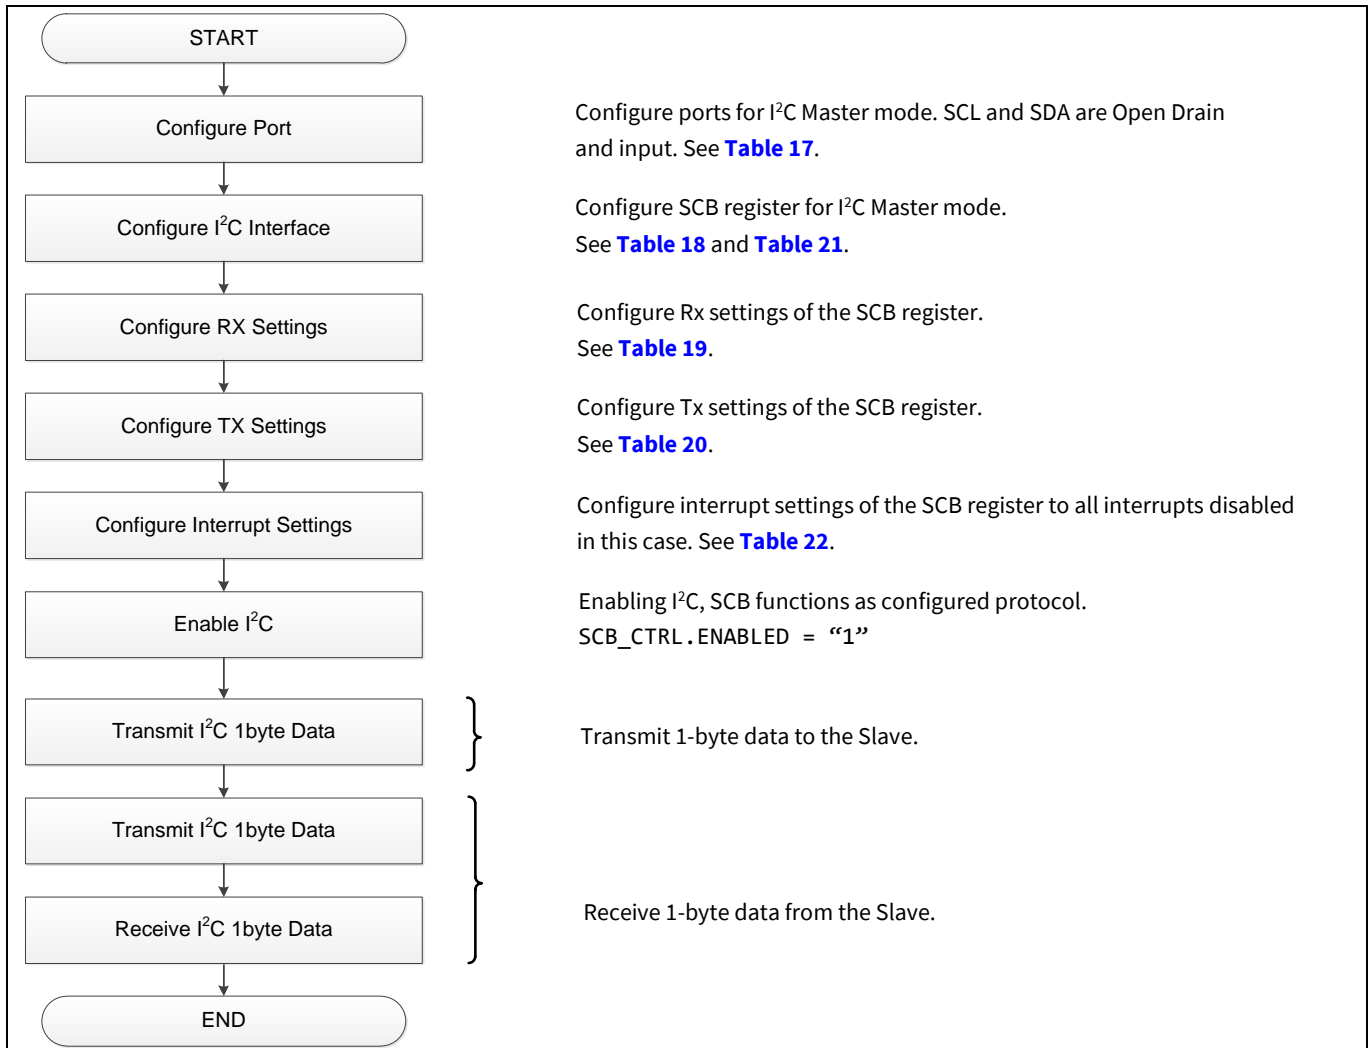 START
Configure Port
Configure ports for I²C Master mode. SCL and SDA are Open Drain
and input. See Table 17.
Configure I²C Interface
Configure SCB register for I²C Master mode.
See Table 18 and Table 21.
Configure RX Settings
Configure Rx settings of the SCB register.
See Table 19.
Configure TX Settings
Configure Tx settings of the SCB register.
See Table 20.
Configure Interrupt Settings
Configure interrupt settings of the SCB register to all interrupts disabled
in this case. See Table 22.
Enable I²C
Enabling I²C, SCB functions as configured protocol.
SCB_CTRL.ENABLED = “1”
Transmit I²C 1byte Data
Transmit 1-byte data to the Slave.
Transmit I²C 1byte Data
Receive I²C 1byte Data
Receive 1-byte data from the Slave.
END